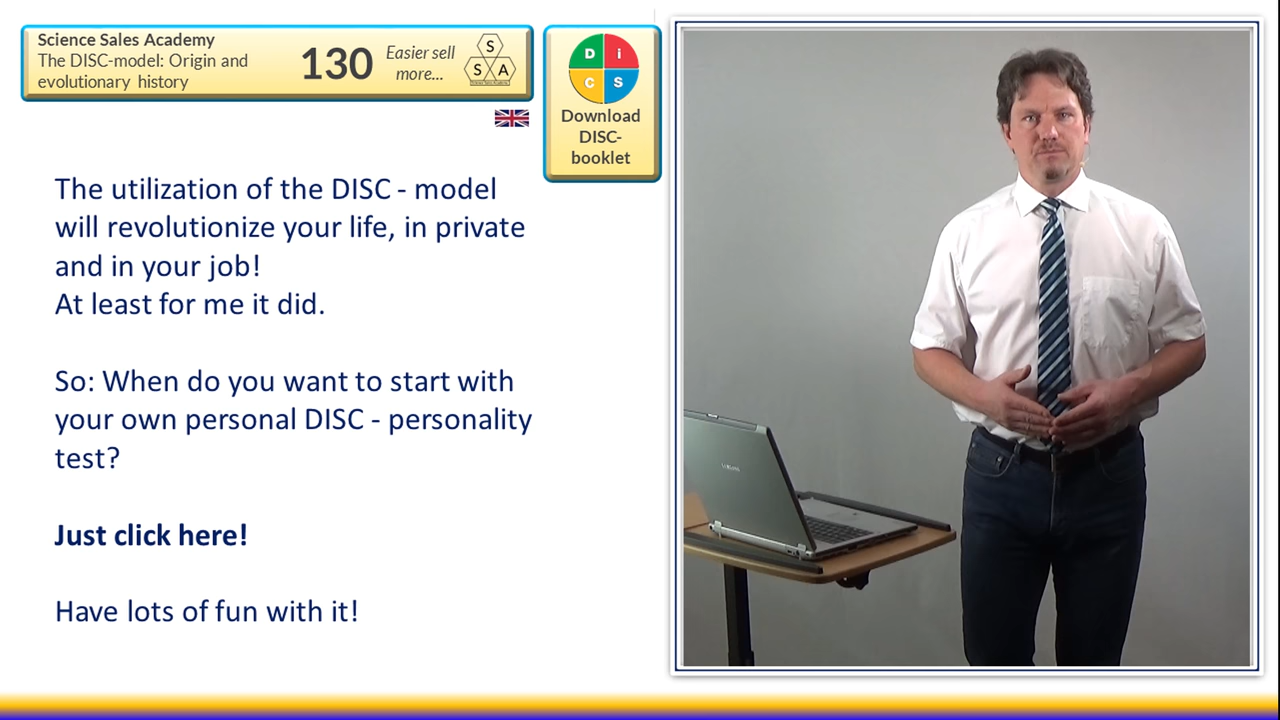 Science Sales Academy
The DISC-model: Origin and
evolutionary history
130
Easier sell
more...
S
S A
D i
C S
Download
DISC-
booklet
The utilization of the DISC - model
will revolutionize your life, in private
and in your job!
At least for me it did.
So: When do you want to start with
your own personal DISC - personality
test?
Just click here!
Have lots of fun with it!
SAMSUNG